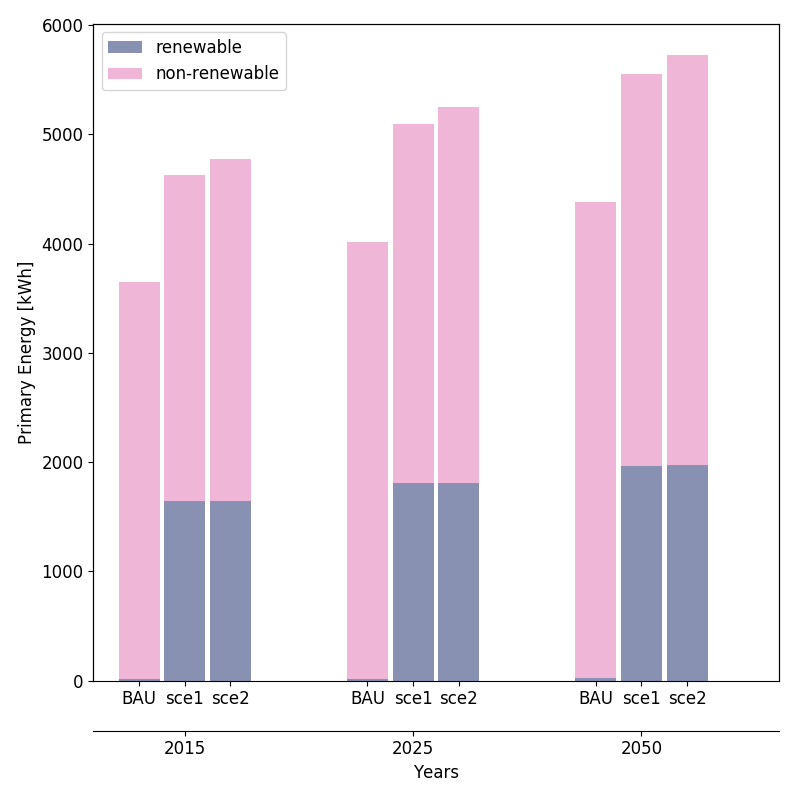 renewable
non-renewable
6000
5000
4000
3000
2000
1000
0
Primary Energy [kWh]
BAU sce1 sce2 BAU sce1 sce2 BAU sce1 sce2
2015 2025 2050
Years